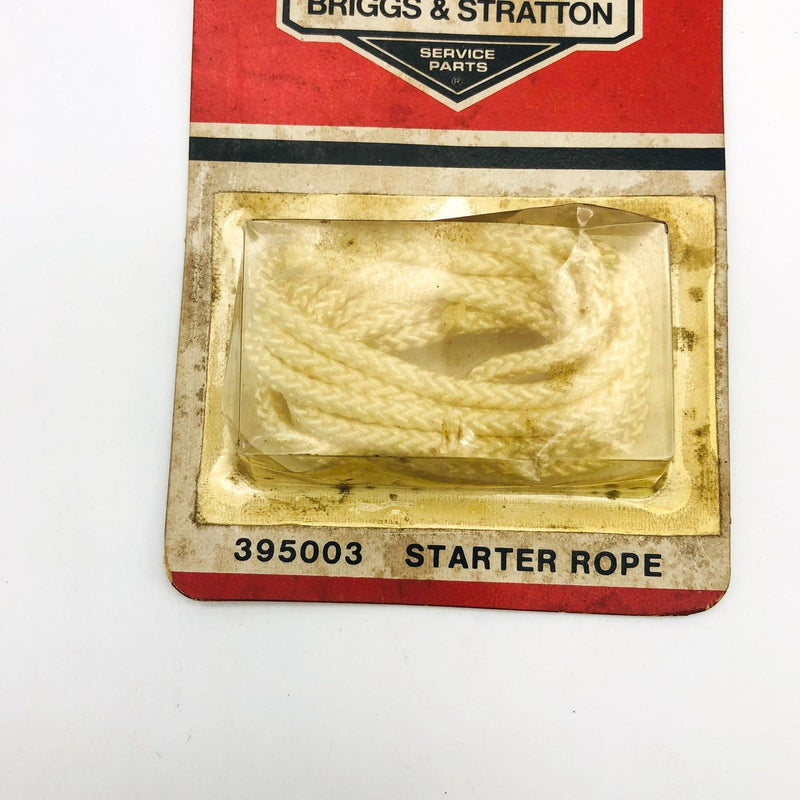 BRIGGS & STRATTON
SERVICE
PARTS
®
395003 STARTER ROPE